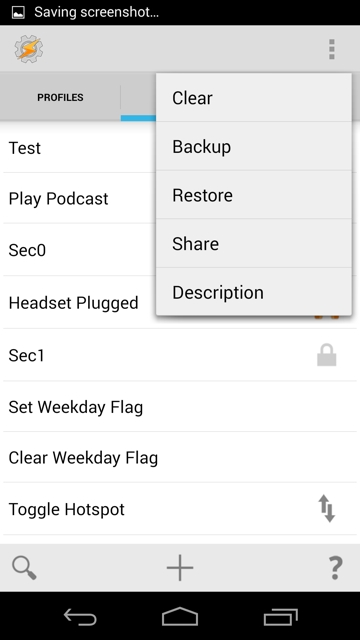 Saving screenshot...
PROFILES
Clear
Backup
Restore
Share
Description
Test
Play Podcast
Sec0
Headset Plugged
Sec1
Set Weekday Flag
Clear Weekday Flag
Toggle Hotspot
?